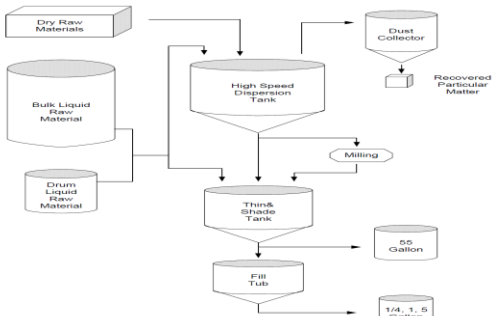 Dry Raw
Materials
Dust
Collector
Recovered
Particular
Matter
High Speed
Dispersion
Tank
Bulk Liquid
Raw
Material
Milling
Drum
Liquid
Raw
Material
Thin&
Shade
Tank
55
Gallon
Fill
Tub
1/4, 1, 5
Gallon